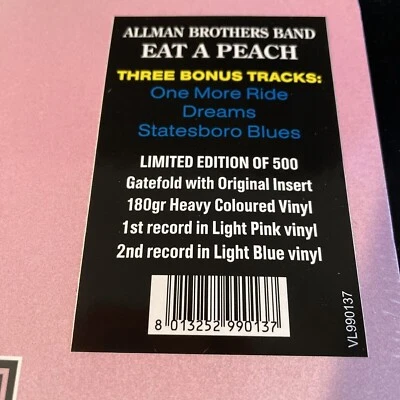 ALLMAN BROTHERS BAND
EAT A PEACH
THREE BONUS TRACKS:
One More Ride
Dreams
Statesboro Blues
LIMITED EDITION OF 500
Gatefold with Original Insert
180gr Heavy Coloured Vinyl
1st record in Light Pink vinyl
2nd record in Light Blue vinyl
8 013252 990137
VL990137